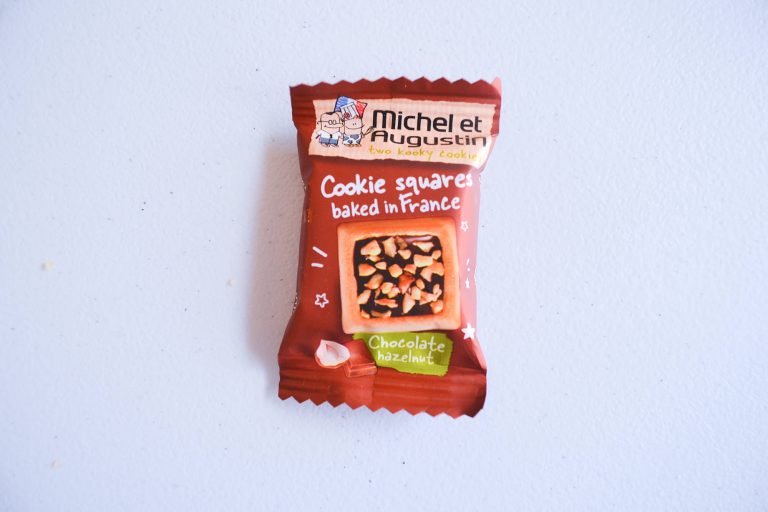 Michel et
Augustin
two kooky cookie
Cookie squares
baked in France
Chocolate
hazelnut